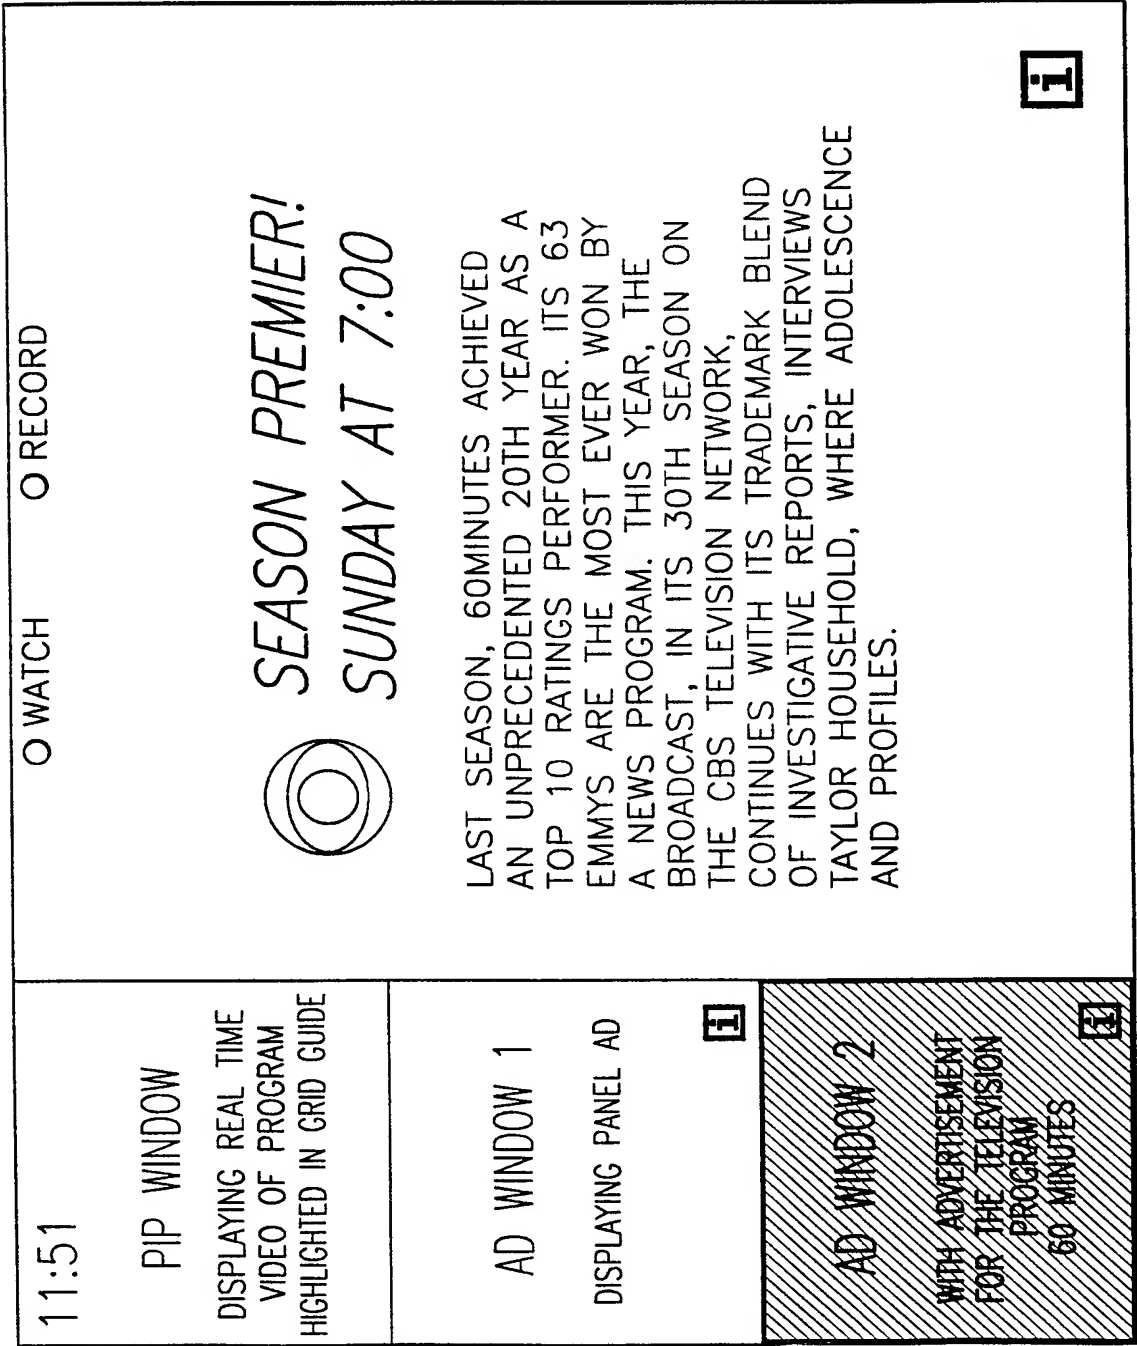 11:51
PIP WINDOW
DISPLAYING REAL TIME
VIDEO OF PROGRAM
HIGHLIGHTED IN GRID GUIDE
AD WINDOW 1
DISPLAYING PANEL AD
i
AD WINDOW 2
WITH ADVERTISEMENT
FOR THE TELEVISION
PROGRAM
60 MINUTES
i
O WATCH O RECORD
SEASON PREMIER!
SUNDAY AT 7:00
LAST SEASON, 60MINUTES ACHIEVED
AN UNPRECEDENTED 20TH YEAR AS A
TOP 10 RATINGS PERFORMER. ITS 63
EMMYS ARE THE MOST EVER WON BY
A NEWS PROGRAM. THIS YEAR, THE
BROADCAST, IN ITS 30TH SEASON ON
THE CBS TELEVISION NETWORK,
CONTINUES WITH ITS TRADEMARK BLEND
OF INVESTIGATIVE REPORTS, INTERVIEWS
TAYLOR HOUSEHOLD, WHERE ADOLESCENCE
AND PROFILES.
i